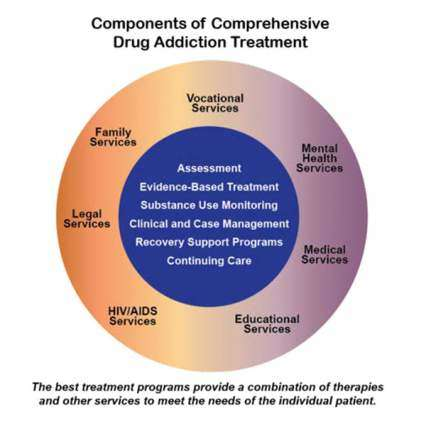 Components of Comprehensive
Drug Addiction Treatment
Vocational
Services
Family
Services
Mental
Health
Services
Assessment
Evidence-Based Treatment
Substance Use Monitoring
Clinical and Case Management
Recovery Support Programs
Continuing Care
Legal
Services
Medical
Services
HIV/AIDS
Services
Educational
Services
The best treatment programs provide a combination of therapies
and other services to meet the needs of the individual patient.